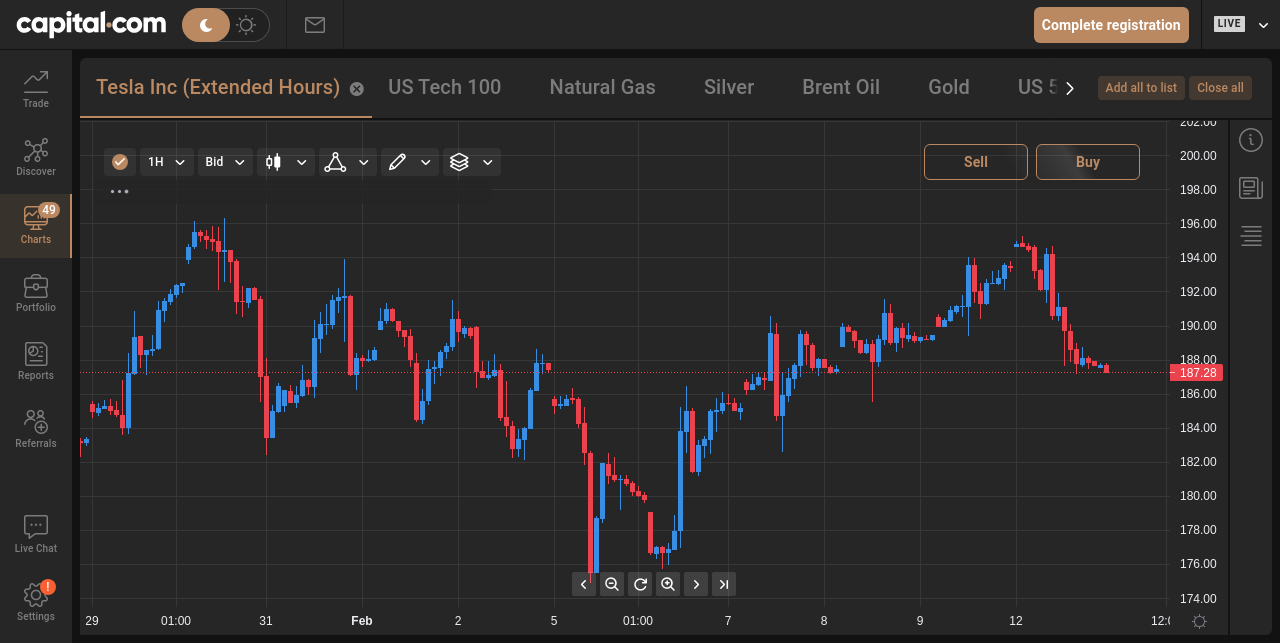 capital.com
Complete registration
LIVE
Trade
Discover
49
Charts
Portfolio
Reports
Referrals
Live Chat
!
Settings
Tesla Inc (Extended Hours)
US Tech 100
Natural Gas
Silver
Brent Oil
Gold
US 5
Add all to list
Close all
1H
Bid
Sell
Buy
202.00
200.00
198.00
196.00
194.00
192.00
190.00
188.00
187.28
186.00
184.00
182.00
180.00
178.00
176.00
174.00
29
01:00
31
Feb
2
5
01:00
7
8
9
12
12:0